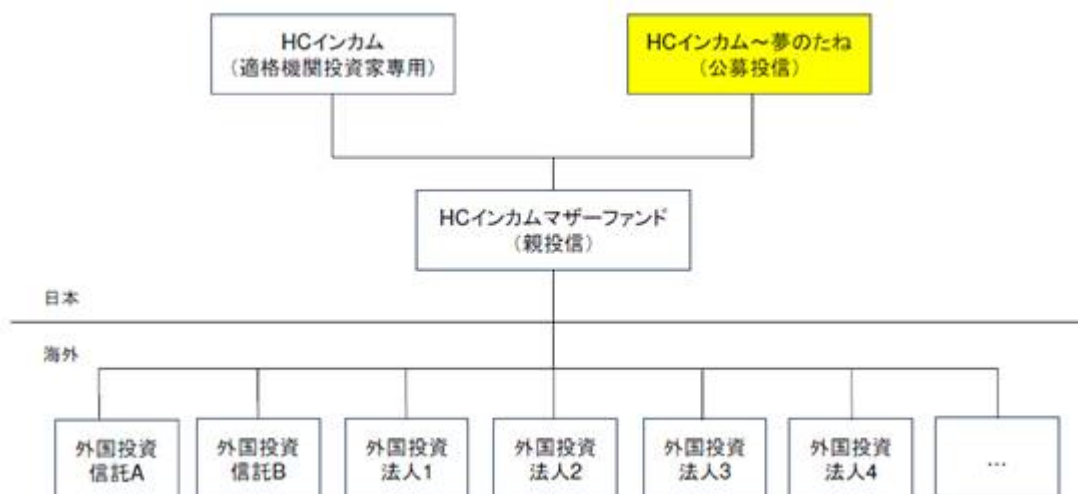 HCインカム
（適格機関投資家専用）
HCインカム～夢のたね
（公募投信）
HCインカムマザーファンド
（親投信）
日本
海外
外国投資
信託A
外国投資
信託B
外国投資
法人1
外国投資
法人2
外国投資
法人3
外国投資
法人4
…